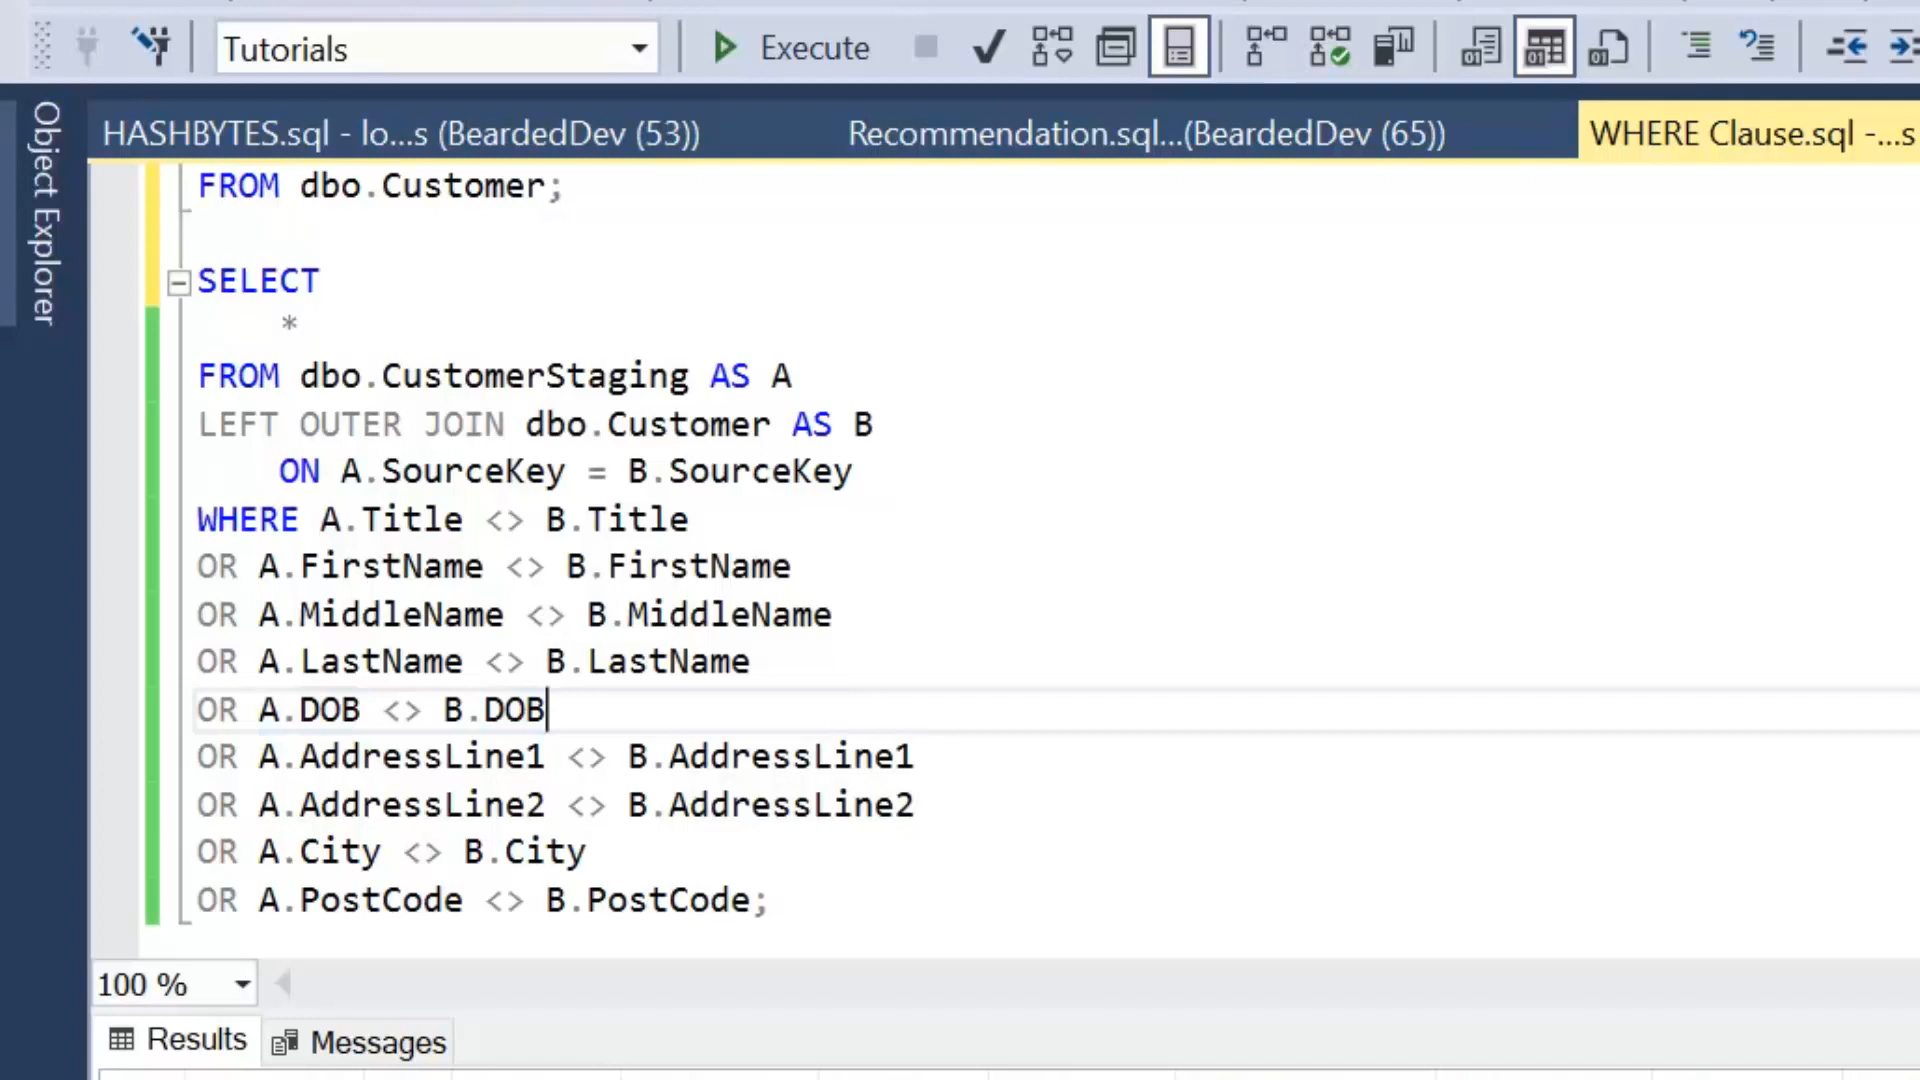 Tutorials
Execute
Object Explorer
HASHBYTES.sql - lo...s (BeardedDev (53))
Recommendation.sql...(BeardedDev (65))
WHERE Clause.sql -...s
FROM dbo.Customer;
SELECT
*
FROM dbo.CustomerStaging AS A
LEFT OUTER JOIN dbo.Customer AS B
ON A.SourceKey = B.SourceKey
WHERE A.Title <> B.Title
OR A.FirstName <> B.FirstName
OR A.MiddleName <> B.MiddleName
OR A.LastName <> B.LastName
OR A.DOB <> B.DOB
OR A.AddressLine1 <> B.AddressLine1
OR A.AddressLine2 <> B.AddressLine2
OR A.City <> B.City
OR A.PostCode <> B.PostCode;
100 %
Results
Messages